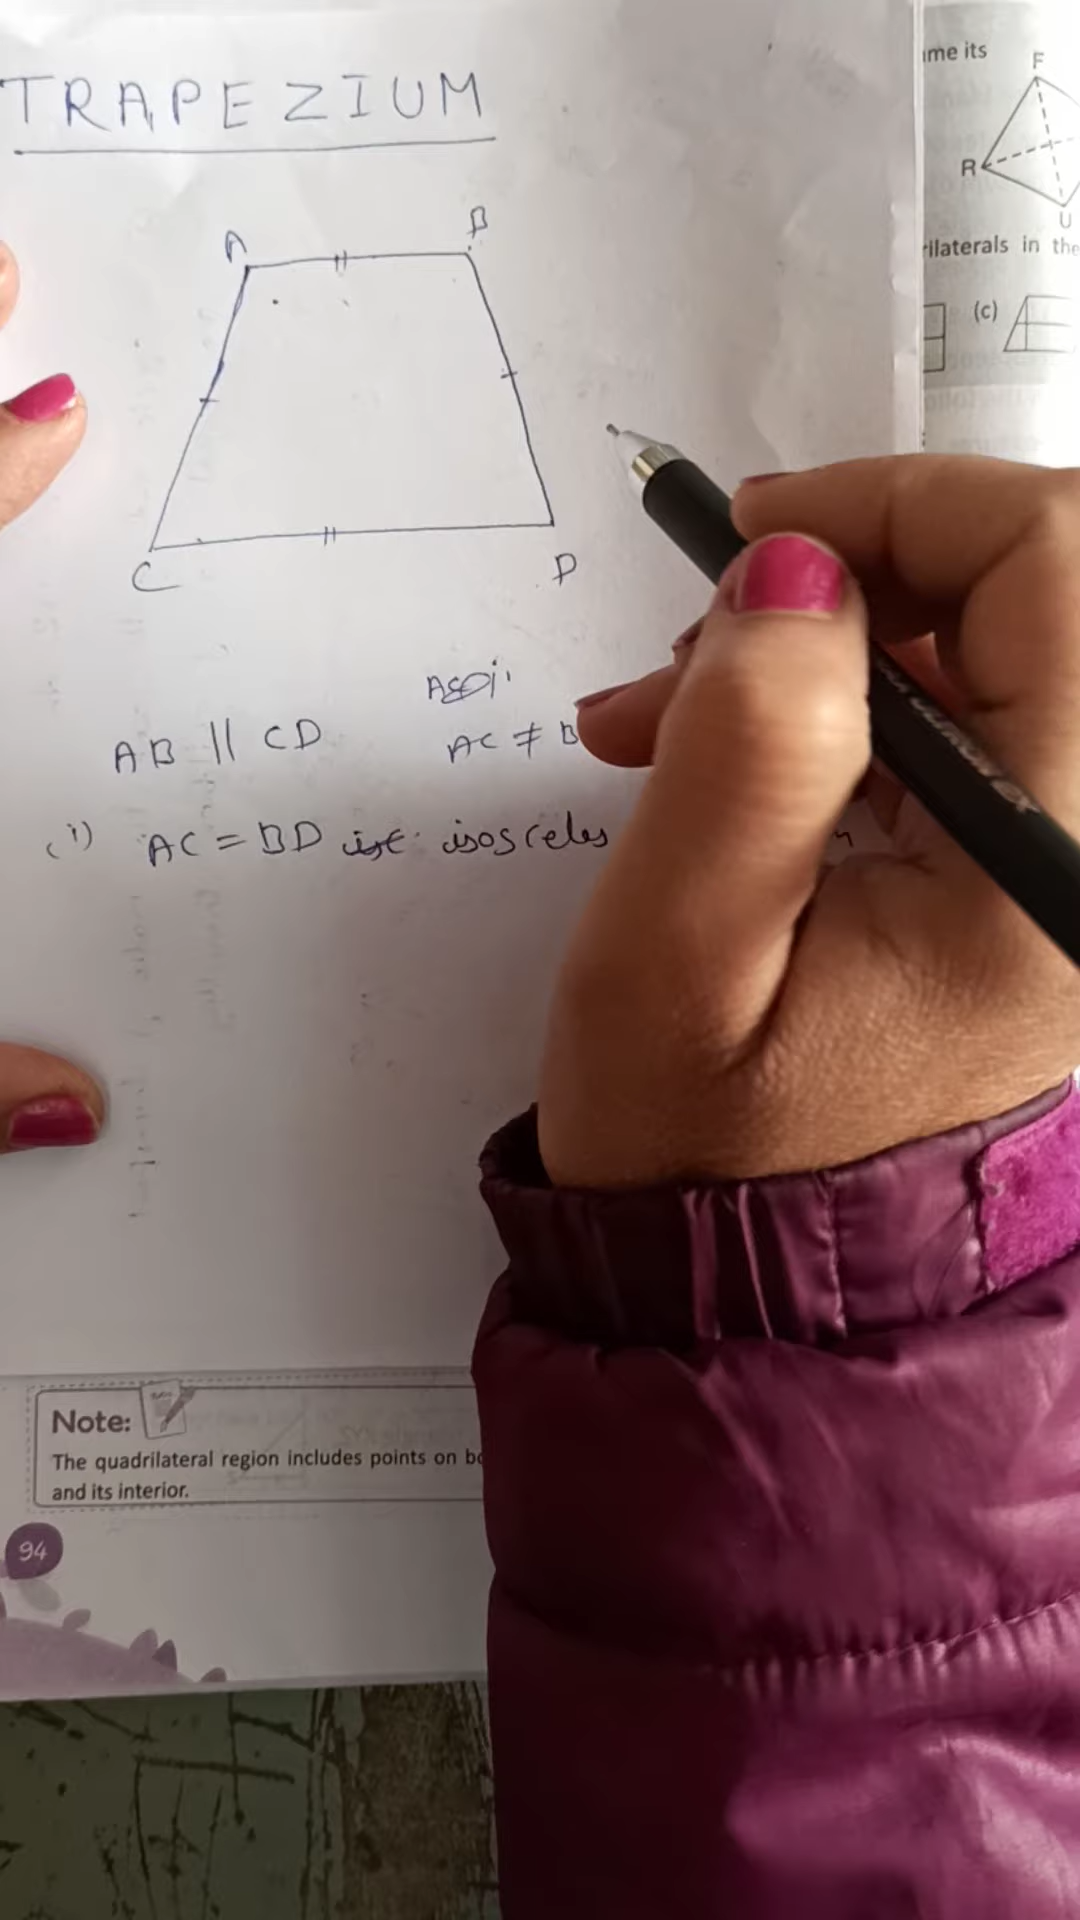 TRAPEZIUM
A
B
C
D
AB || CD
AC ≠ B
(i) AC = BD isosceles
ime its
F
R
U
rilaterals in the
(c)
Note:
The quadrilateral region includes points on bo
and its interior.
94